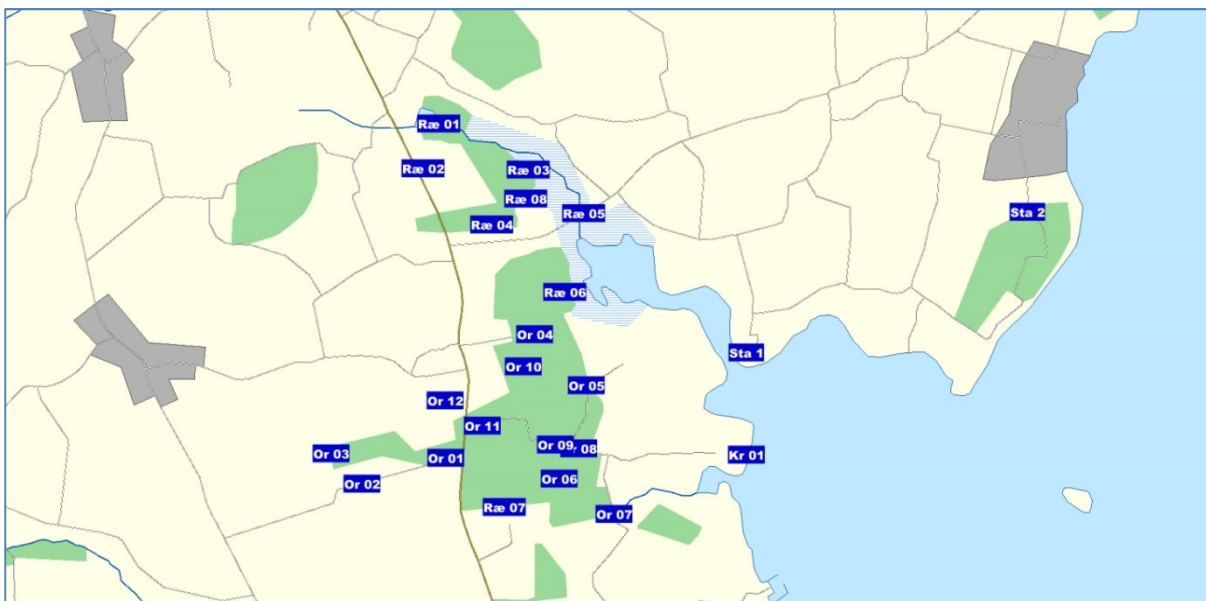 Ræ 01
Ræ 02
Ræ 03
Ræ 08
Ræ 05
Ræ 04
Sta 2
Ræ 06
Or 04
Sta 1
Or 10
Or 05
Or 12
Or 11
Or 09
08
Or 03
Or 01
Kr 01
Or 02
Or 06
Ræ 07
Or 07